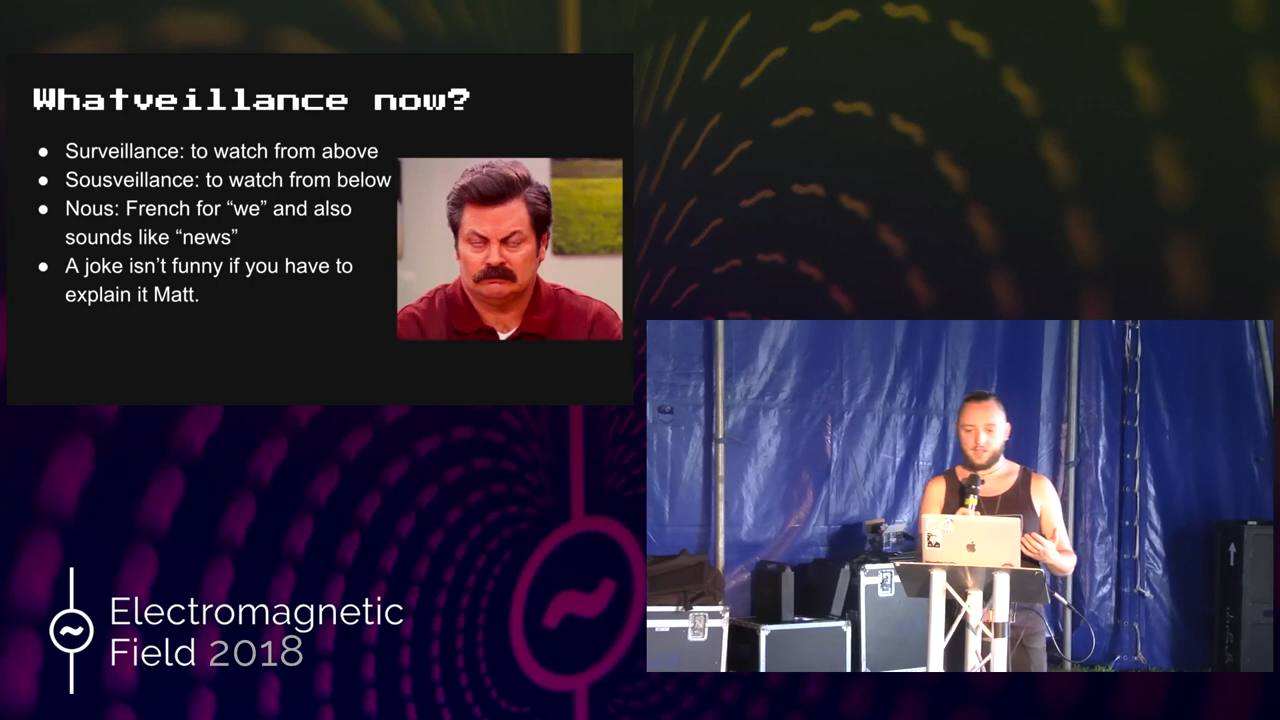 Whatveillance now?
● Surveillance: to watch from above
● Sousveillance: to watch from below
● Nous: French for “we” and also
sounds like “news”
● A joke isn’t funny if you have to
explain it Matt.
Electromagnetic
Field 2018